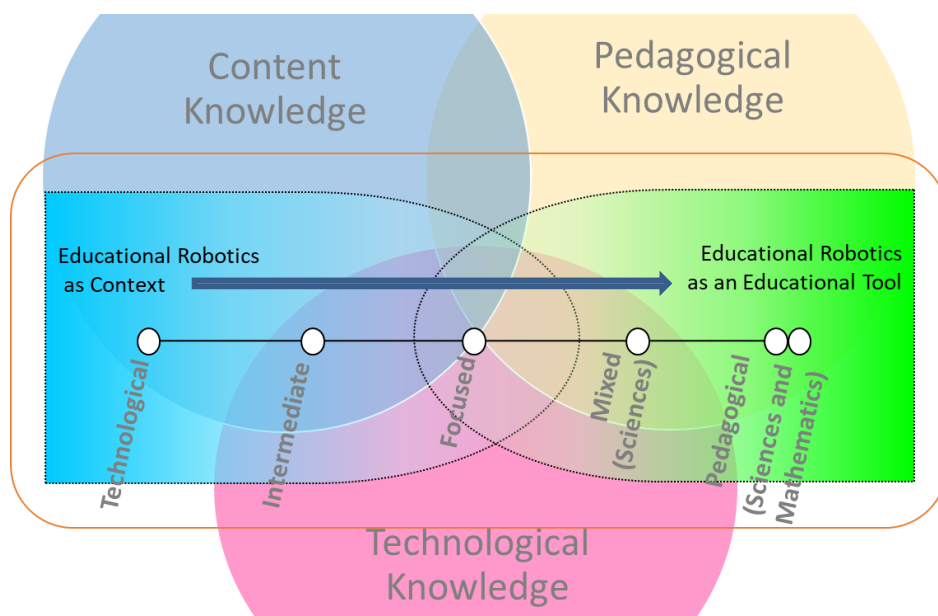 Content
Knowledge
Pedagogical
Knowledge
Educational Robotics
as Context
Educational Robotics
as an Educational Tool
Technological
Intermediate
Focused
Mixed
(Sciences)
Pedagogical
(Sciences and
Mathematics)
Technological
Knowledge